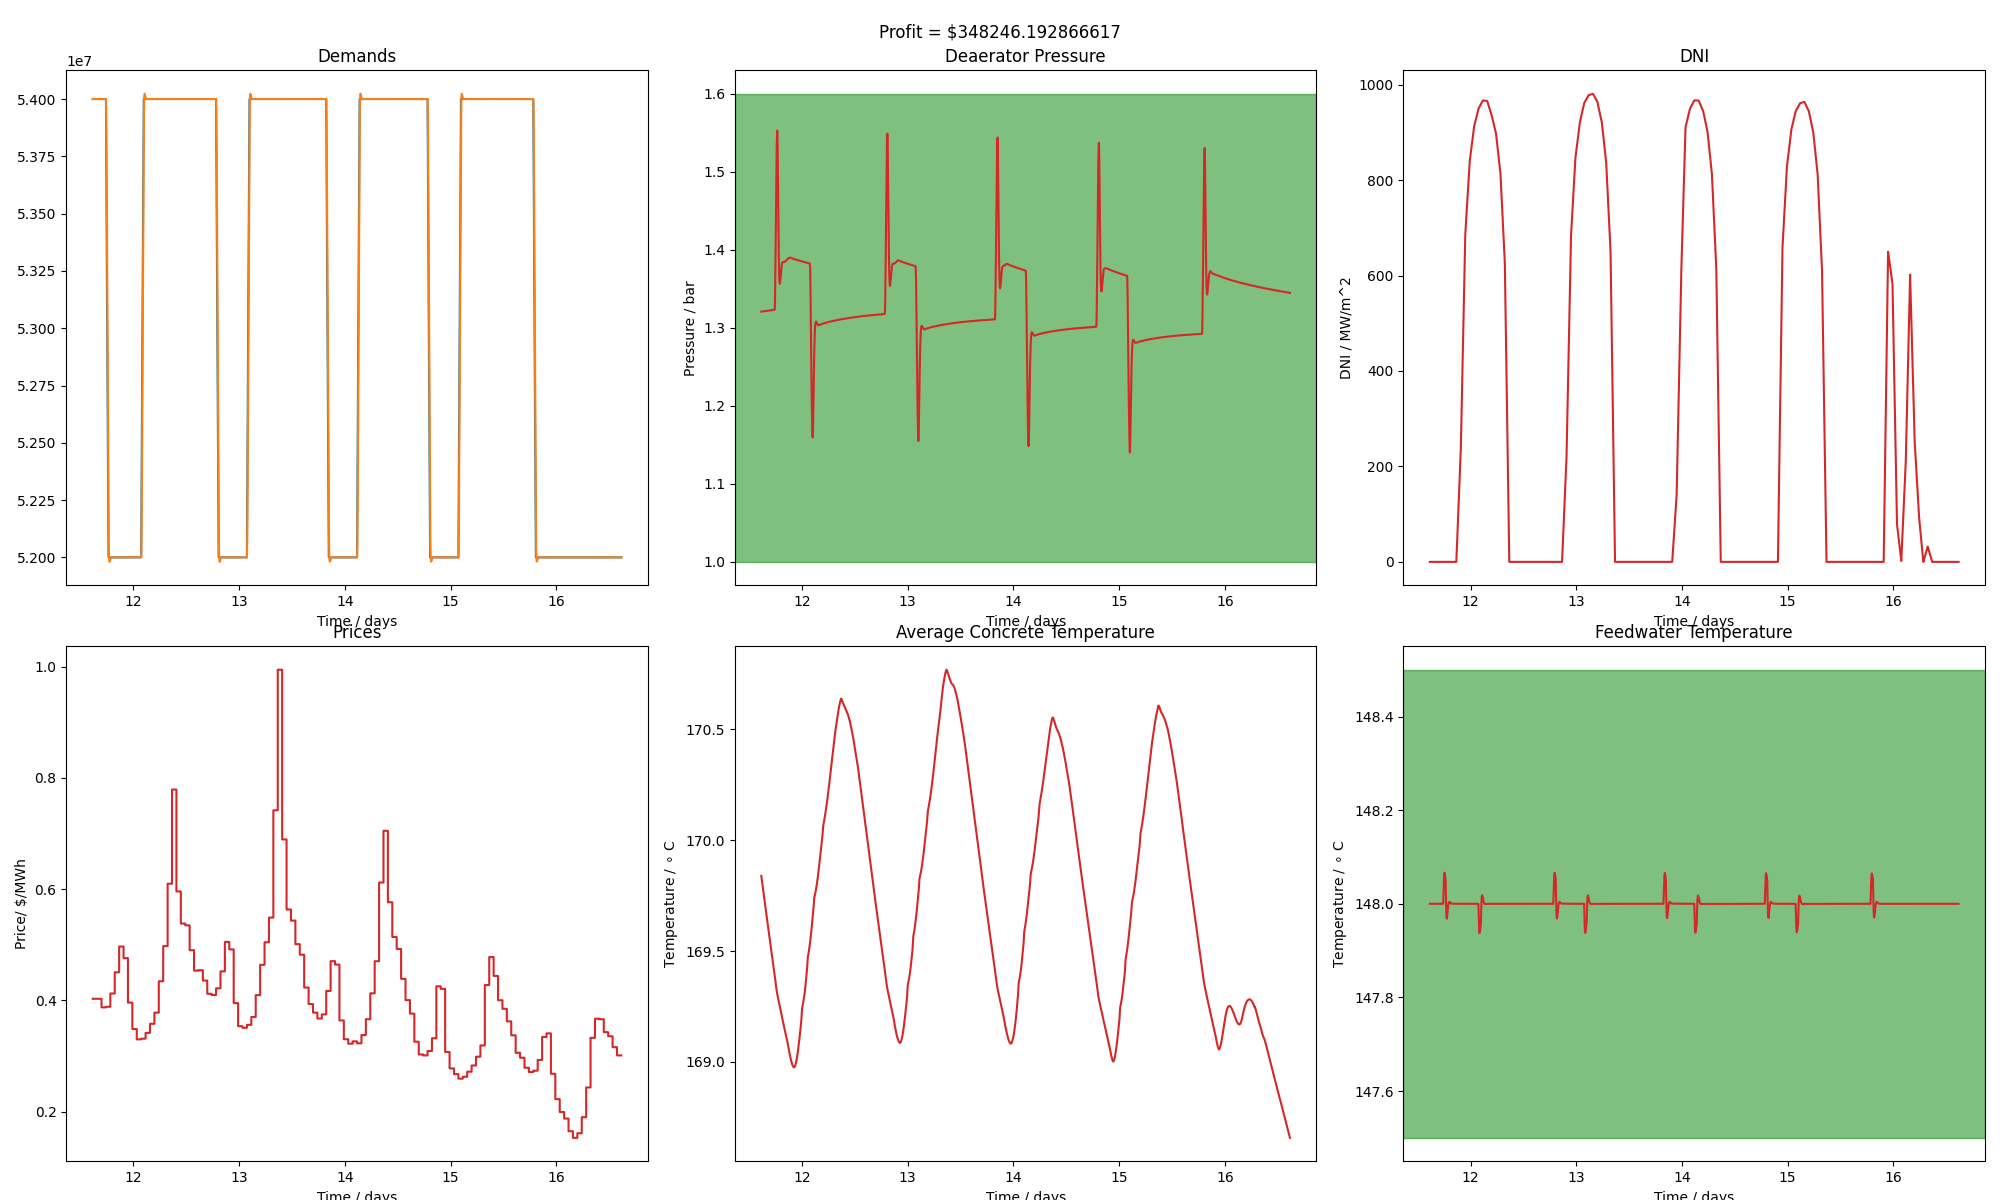 Profit = $348246.192866617
Demands
1e7
5.400
5.375
5.350
5.325
5.300
5.275
5.250
5.225
5.200
12 13 14 15 16
Time / days
Deaerator Pressure
Pressure / bar
1.6
1.5
1.4
1.3
1.2
1.1
1.0
12 13 14 15 16
Time / days
DNI
DNI / MW/m^2
1000
800
600
400
200
0
12 13 14 15 16
Time / days
Prices
Price/ $/MWh
1.0
0.8
0.6
0.4
0.2
12 13 14 15 16
Time / days
Average Concrete Temperature
Temperature / ∘ C
170.5
170.0
169.5
169.0
12 13 14 15 16
Time / days
Feedwater Temperature
Temperature / ∘ C
148.4
148.2
148.0
147.8
147.6
12 13 14 15 16
Time / days